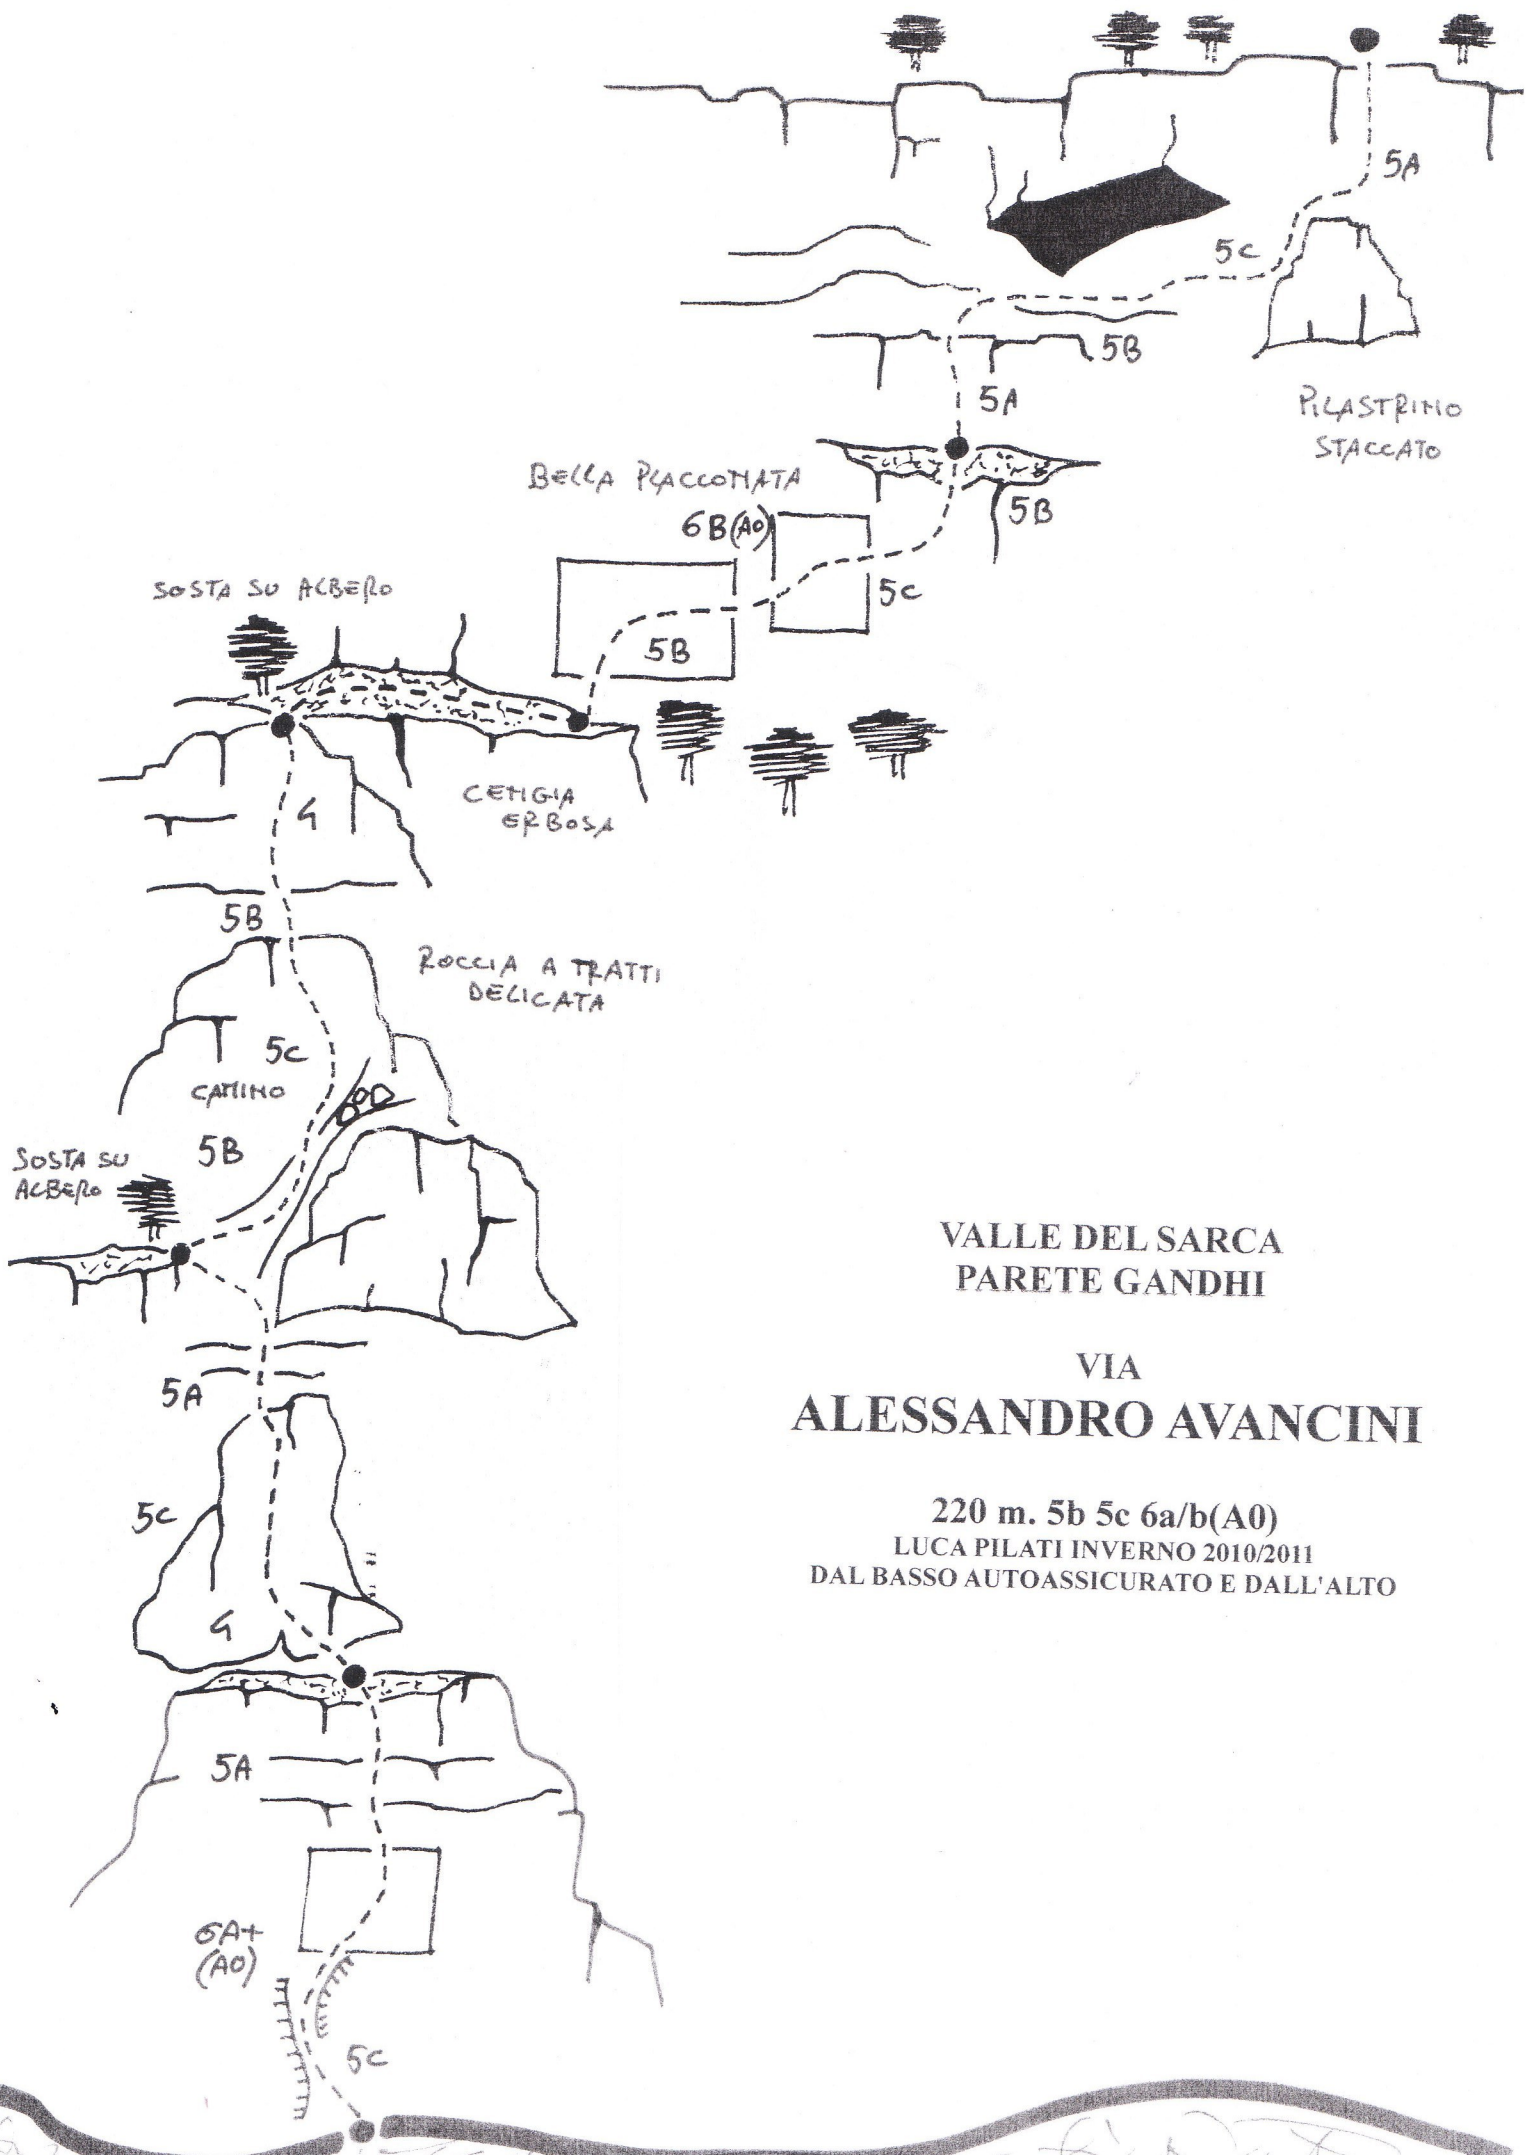 5A
5C
5B
5A
PILASTRINO
STACCATO
BELLA PLACCONATA
6B(A0)
5B
5C
SOSTA SU ALBERO
5B
CENGIA
ERBOSA
4
5B
ROCCIA A TRATTI
DELICATA
5C
CAMINO
5B
SOSTA SU
ALBERO
VALLE DEL SARCA
PARETE GANDHI
VIA
ALESSANDRO AVANCINI
220 m. 5b 5c 6a/b(A0)
LUCA PILATI INVERNO 2010/2011
DAL BASSO AUTOASSICURATO E DALL'ALTO
5A
5C
4
5A
6A+
(A0)
5C